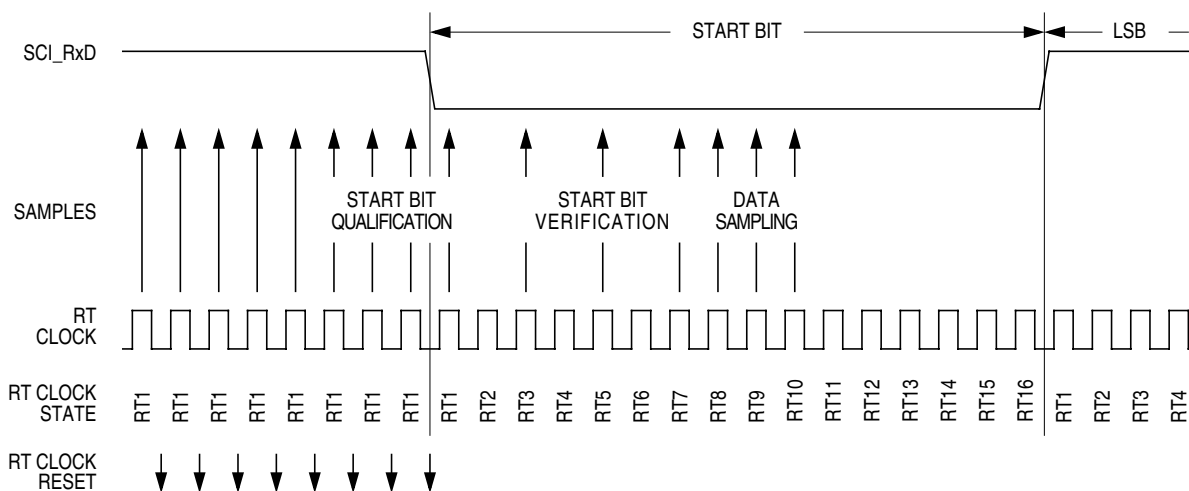 START BIT
LSB
SCI_RxD
SAMPLES
START BIT
QUALIFICATION
START BIT
VERIFICATION
DATA
SAMPLING
RT
CLOCK
RT CLOCK
STATE
RT1 RT1 RT1 RT1 RT1 RT1 RT1 RT1 RT1 RT2 RT3 RT4 RT5 RT6 RT7 RT8 RT9 RT10 RT11 RT12 RT13 RT14 RT15 RT16 RT1 RT2 RT3 RT4
RT CLOCK
RESET